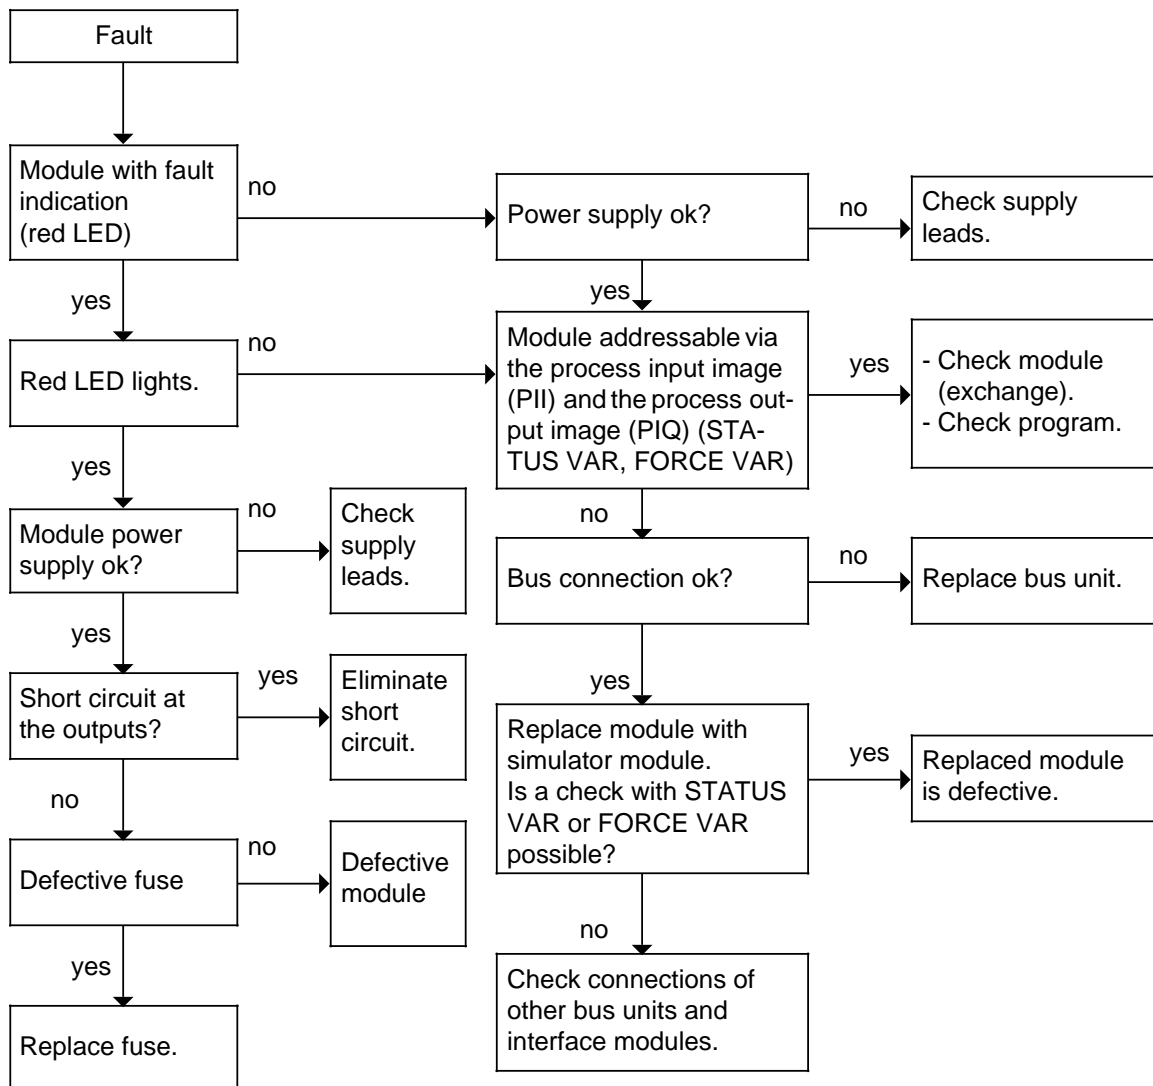 Fault
Module with fault
indication
(red LED)
no
Power supply ok?
no
Check supply
leads.
yes
yes
Red LED lights.
no
Module addressable via
the process input image
(PII) and the process out-
put image (PIQ) (STA-
TUS VAR, FORCE VAR)
yes
- Check module
(exchange).
- Check program.
yes
no
Module power
supply ok?
no
Check
supply
leads.
Bus connection ok?
no
Replace bus unit.
yes
yes
Short circuit at
the outputs?
yes
Eliminate
short
circuit.
Replace module with
simulator module.
Is a check with STATUS
VAR or FORCE VAR
possible?
yes
Replaced module
is defective.
no
Defective fuse
no
Defective
module
no
yes
Check connections of
other bus units and
interface modules.
Replace fuse.